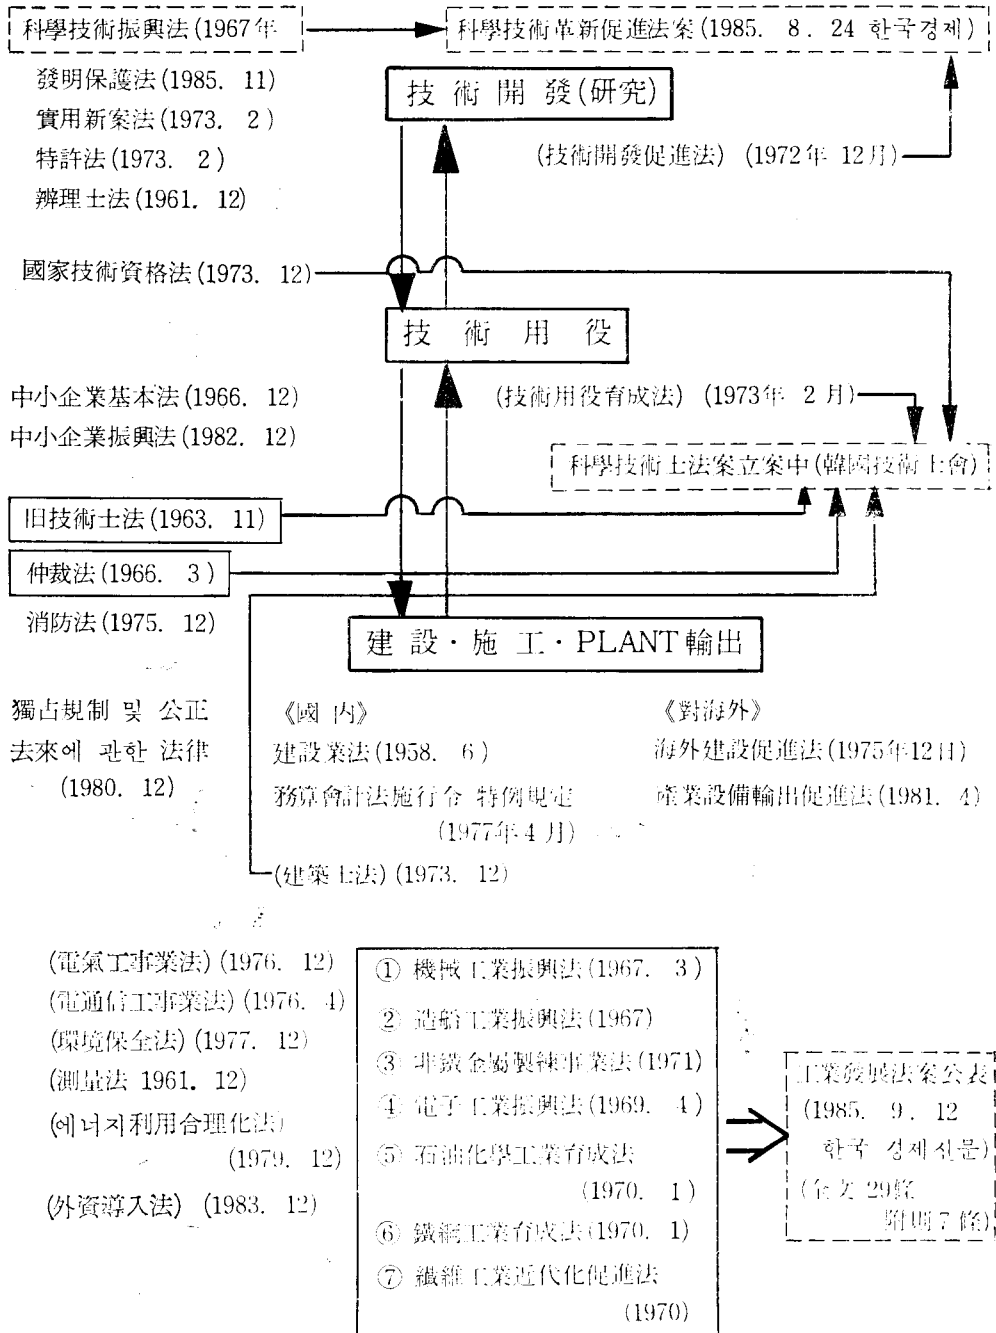 科學技術振興法(1967年
科學技術革新促進法案(1985. 8. 24 한국경제)
發明保護法(1985. 11)
實用新案法(1973. 2)
特許法(1973. 2)
辨理士法(1961. 12)
技術開發(研究)
(技術開發促進法) (1972年 12月)
國家技術資格法(1973. 12)
技術用役
中小企業基本法(1966. 12)
中小企業振興法(1982. 12)
(技術用役育成法) (1973年 2月)
科學技術士法案立案中(韓國技術士會)
旧技術士法(1963. 11)
仲裁法(1966. 3)
消防法(1975. 12)
建設·施工·PLANT輸出
獨占規制 및 公正
去來에 관한 法律
(1980. 12)
《國 內》
建設業法(1958. 6)
務算會計法施行令 特例規定
(1977年4月)
(建築士法) (1973. 12)
《對海外》
海外建設促進法(1975年12日)
產業設備輸出促進法(1981. 4)
(電氣工事業法) (1976. 12)
(電通信工事業法) (1976. 4)
(環境保全法) (1977. 12)
(測量法 1961. 12)
(에너지利用合理化法)
(1979. 12)
(外資導入法) (1983. 12)
① 機械工業振興法(1967. 3)
② 造船工業振興法(1967)
③ 非鐵金屬製練事業法(1971)
④ 電子工業振興法(1969. 4)
⑤ 石油化學工業育成法
(1970. 1)
⑥ 鐵鋼工業育成法(1970. 1)
⑦ 纖維工業近代化促進法
(1970)
工業發展法案公表
(1985. 9. 12
한국 경제신문)
(全文 29條
附則7條)